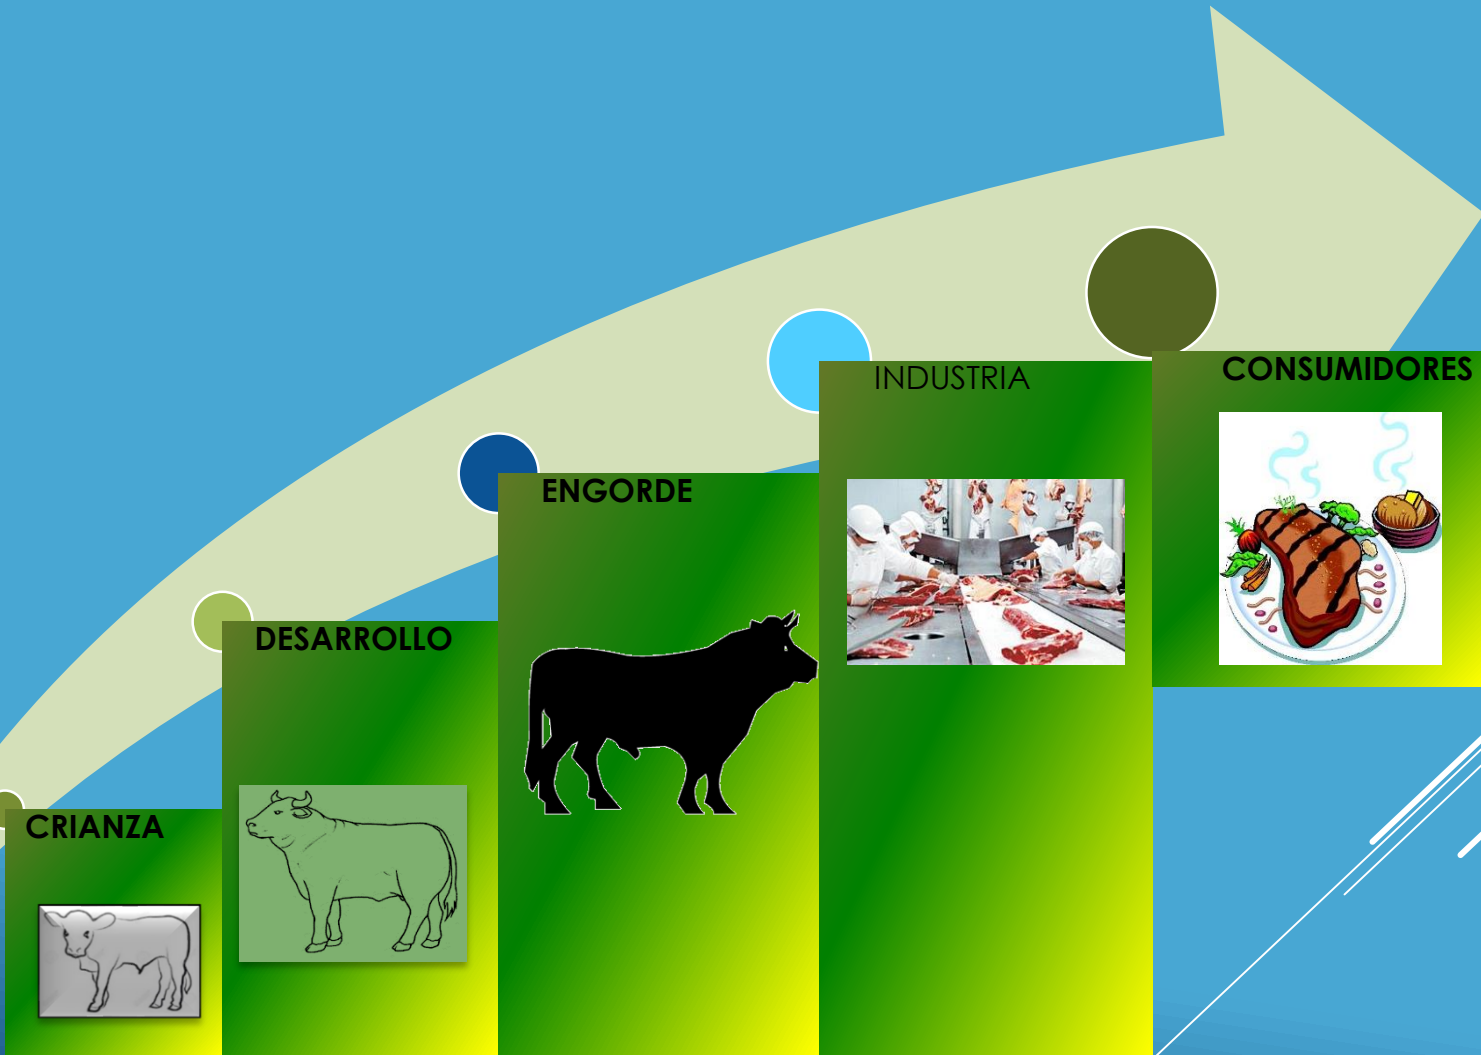 CRIANZA
DESARROLLO
ENGORDE
INDUSTRIA
CONSUMIDORES